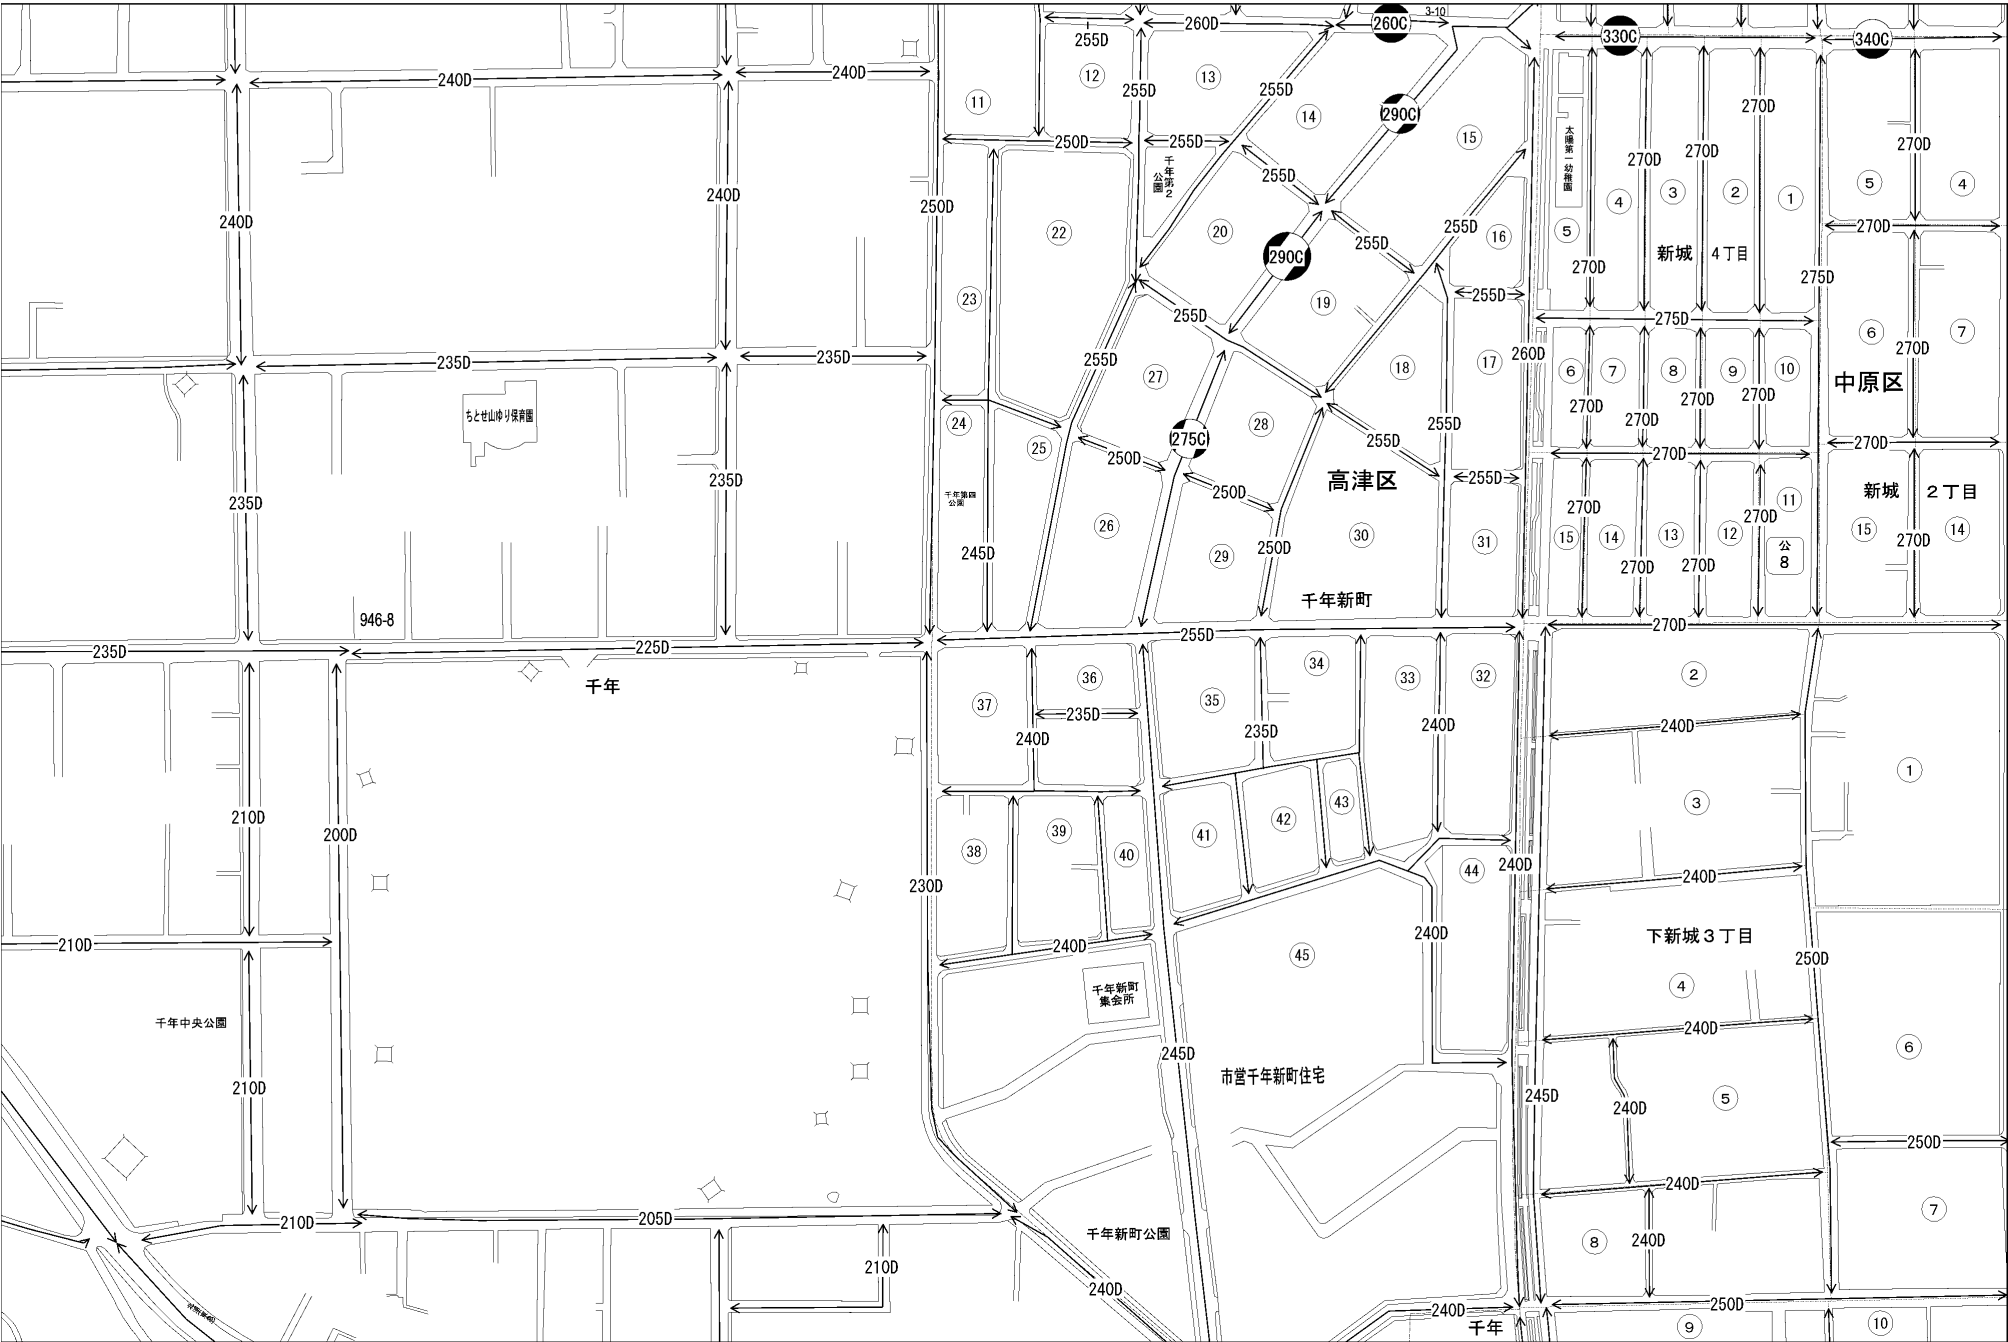 3-10
260D
260C
255D
330C
340C
240D
240D
12
13
255D
255D
11
14
290C
270D
15
250D
255D
太陽第一幼稚園
270D
270D
270D
千年第2
公園
255D
240D
250D
240D
4
3
2
1
5
4
22
20
255D
255D
16
5
270D
新城
4丁目
290C
270D
275D
23
19
255D
255D
275D
6
7
235D
235D
255D
27
18
17
260D
6
7
8
9
10
270D
中原区
ちとせ山ゆり保育園
24
25
28
275C
255D
255D
270D
270D
270D
270D
250D
270D
270D
235D
高津区
255D
235D
千年第四
公園
250D
26
29
30
31
245D
250D
270D
270D
11
新城
2丁目
15
14
13
12
公
8
15
14
270D
270D
270D
946-8
千年新町
235D
225D
255D
270D
千年
37
36
35
34
33
32
2
235D
240D
235D
240D
240D
1
210D
200D
3
38
39
40
41
42
43
44
240D
240D
230D
210D
240D
45
240D
下新城3丁目
250D
千年中央公園
千年新町
集会所
4
240D
210D
245D
市営千年新町住宅
245D
240D
5
6
250D
240D
7
210D
205D
千年新町公園
8
240D
210D
240D
240D
250D
千年
9
10